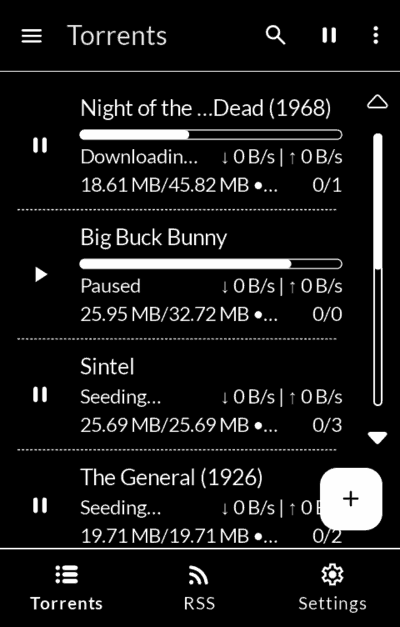 Torrents
Night of the ...Dead (1968)
Downloadin... ↓ 0 B/s | ↑ 0 B/s
18.61 MB/45.82 MB •... 0/1
Big Buck Bunny
Paused ↓ 0 B/s | ↑ 0 B/s
25.95 MB/32.72 MB •... 0/0
Sintel
Seeding... ↓ 0 B/s | ↑ 0 B/s
25.69 MB/25.69 MB •... 0/3
The General (1926)
Seeding... ↓ 0 B/s | ↑ 0
19.71 MB/19.71 MB •... 0/2
Torrents RSS Settings